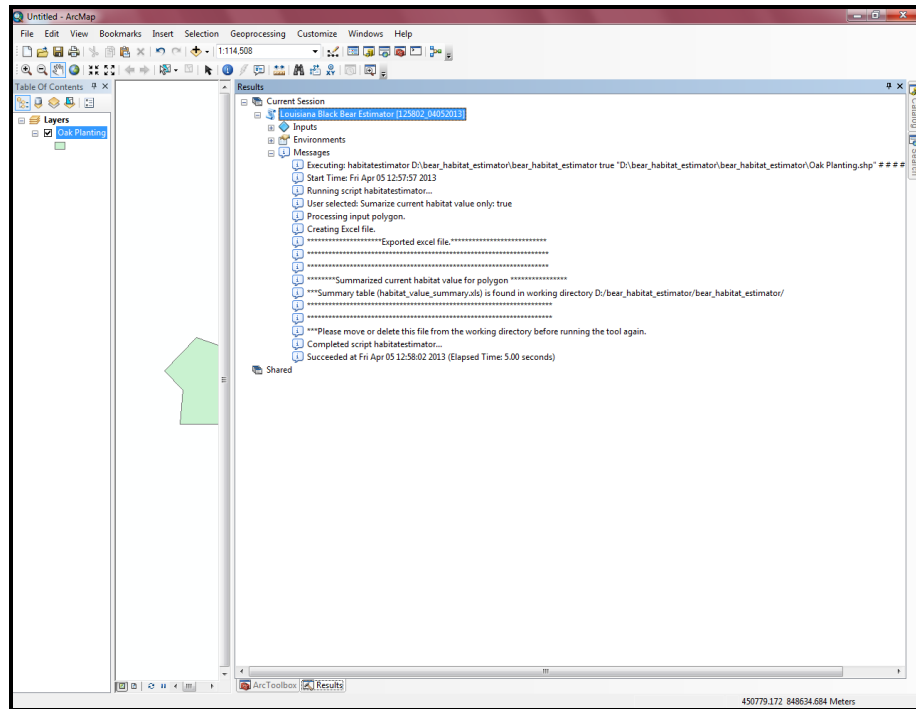 Untitled - ArcMap
File Edit View Bookmarks Insert Selection Geoprocessing Customize Windows Help
1:114,508
Table Of Contents
Layers
Oak Planting
Results
Current Session
Louisiana Black Bear Estimator [125802_04052013]
Inputs
Environments
Messages
Executing: habitatestimator D:\bear_habitat_estimator\bear_habitat_estimator true "D:\bear_habitat_estimator\bear_habitat_estimator\Oak Planting.shp" # # # #
Start Time: Fri Apr 05 12:57:57 2013
Running script habitatestimator...
User selected: Sumarize current habitat value only: true
Processing input polygon.
Creating Excel file.
*********************Exported excel file.***************************
********************************************************************
********************************************************************
********Summarized current habitat value for polygon ****************
***Summary table (habitat_value_summary.xls) is found in working directory D:/bear_habitat_estimator/bear_habitat_estimator/
*********************************************************************
*********************************************************************
***Please move or delete this file from the working directory before running the tool again.
Completed script habitatestimator...
Succeeded at Fri Apr 05 12:58:02 2013 (Elapsed Time: 5.00 seconds)
Shared
Catalog
Search
ArcToolbox Results
450779.172 848634.684 Meters